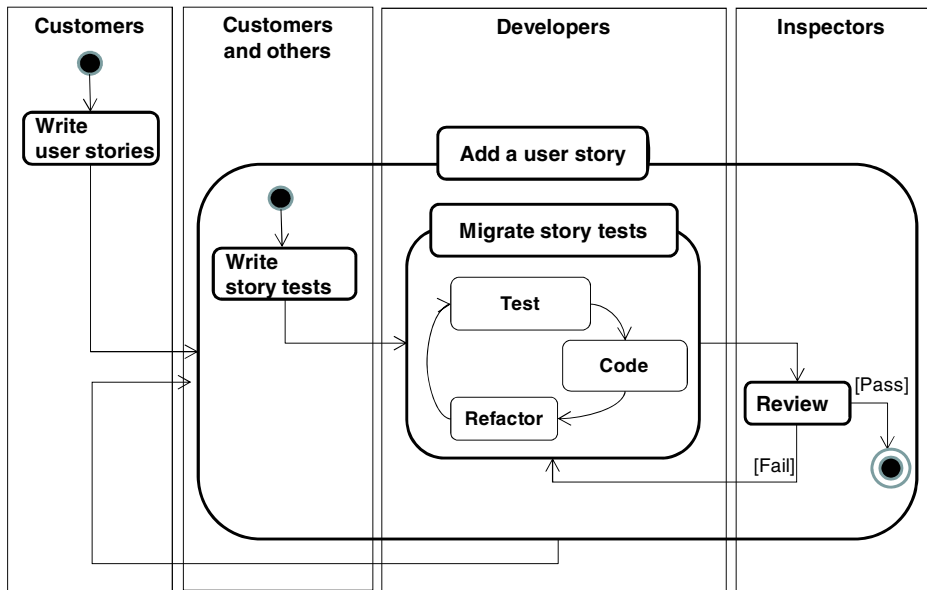 Customers
Customers
and others
Developers
Inspectors
Write
user stories
Add a user story
Write
story tests
Migrate story tests
Test
Code
Refactor
Review
[Pass]
[Fail]